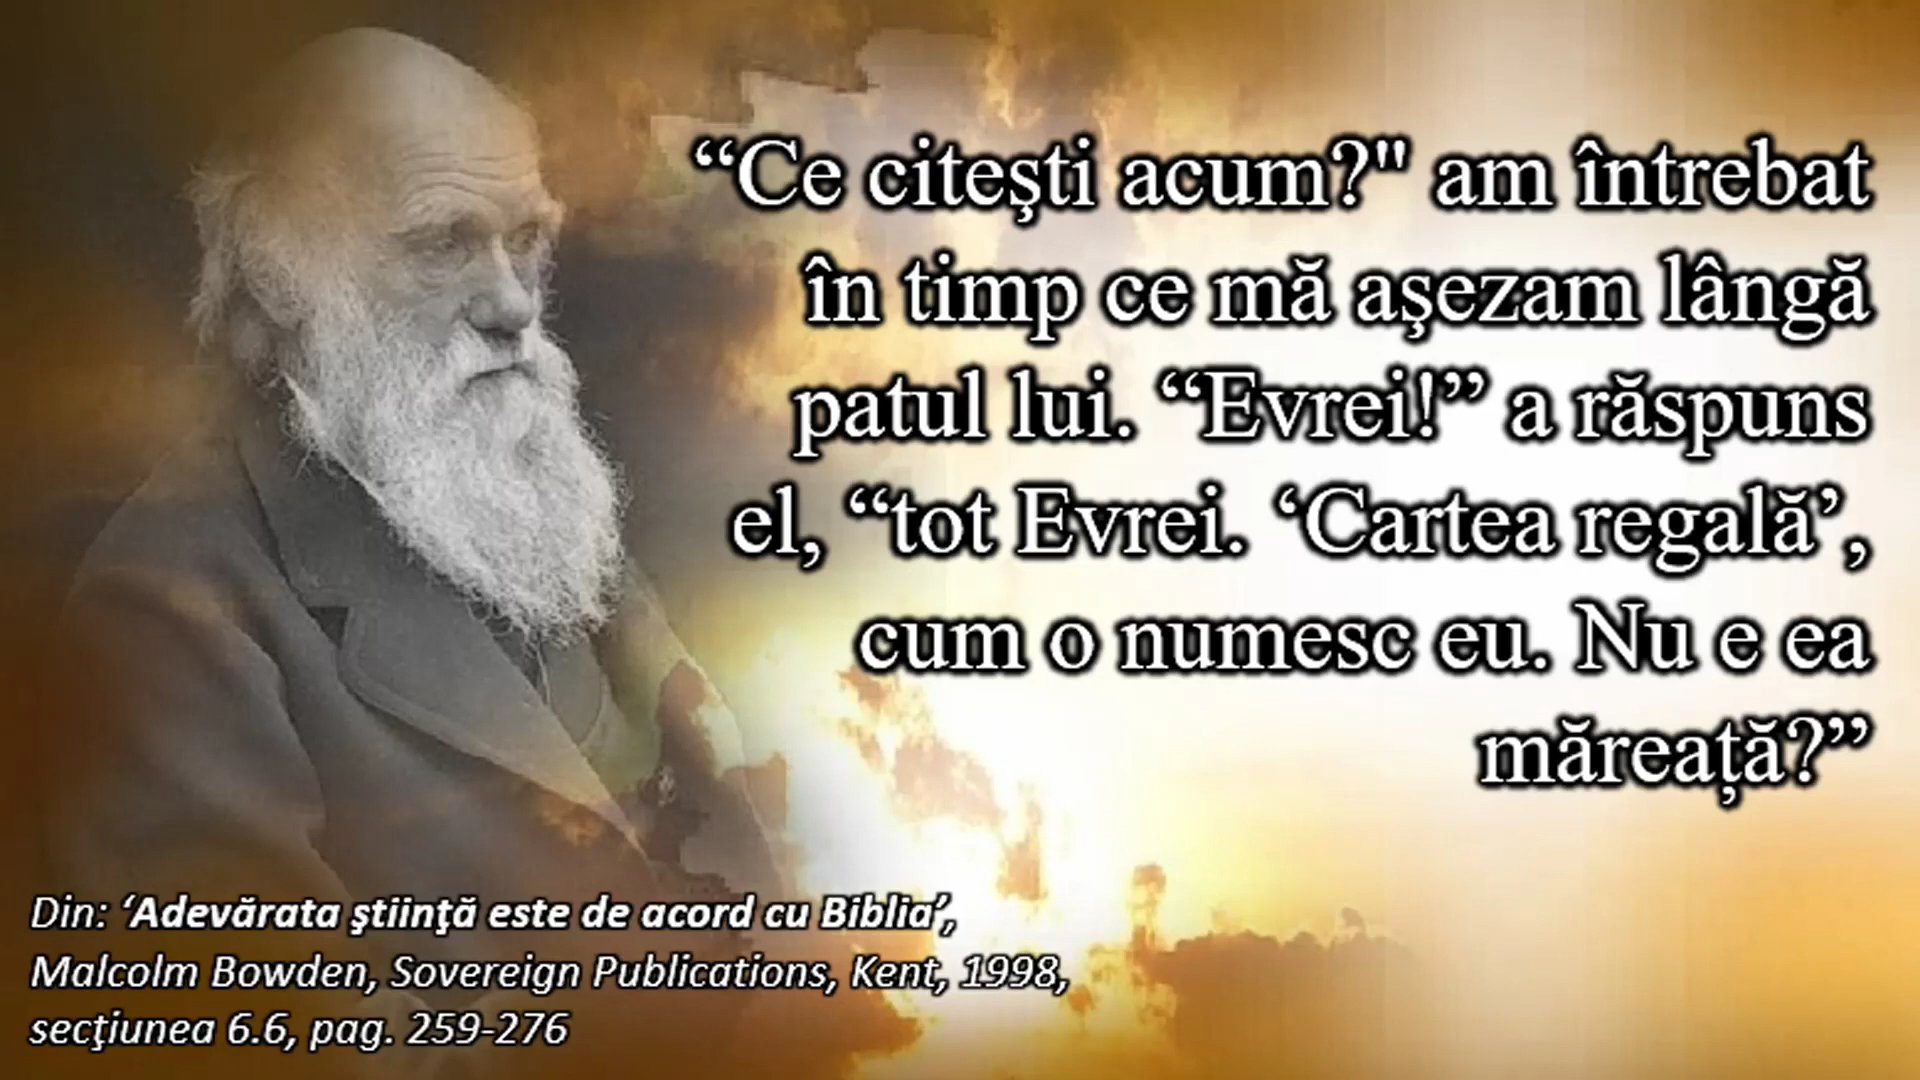 “Ce citeşti acum?" am întrebat
în timp ce mă aşezam lângă
patul lui. “Evrei!” a răspuns
el, “tot Evrei. ‘Cartea regală’,
cum o numesc eu. Nu e ea
măreață?”
Din: ‘Adevărata ştiinţă este de acord cu Biblia’,
Malcolm Bowden, Sovereign Publications, Kent, 1998,
secţiunea 6.6, pag. 259-276